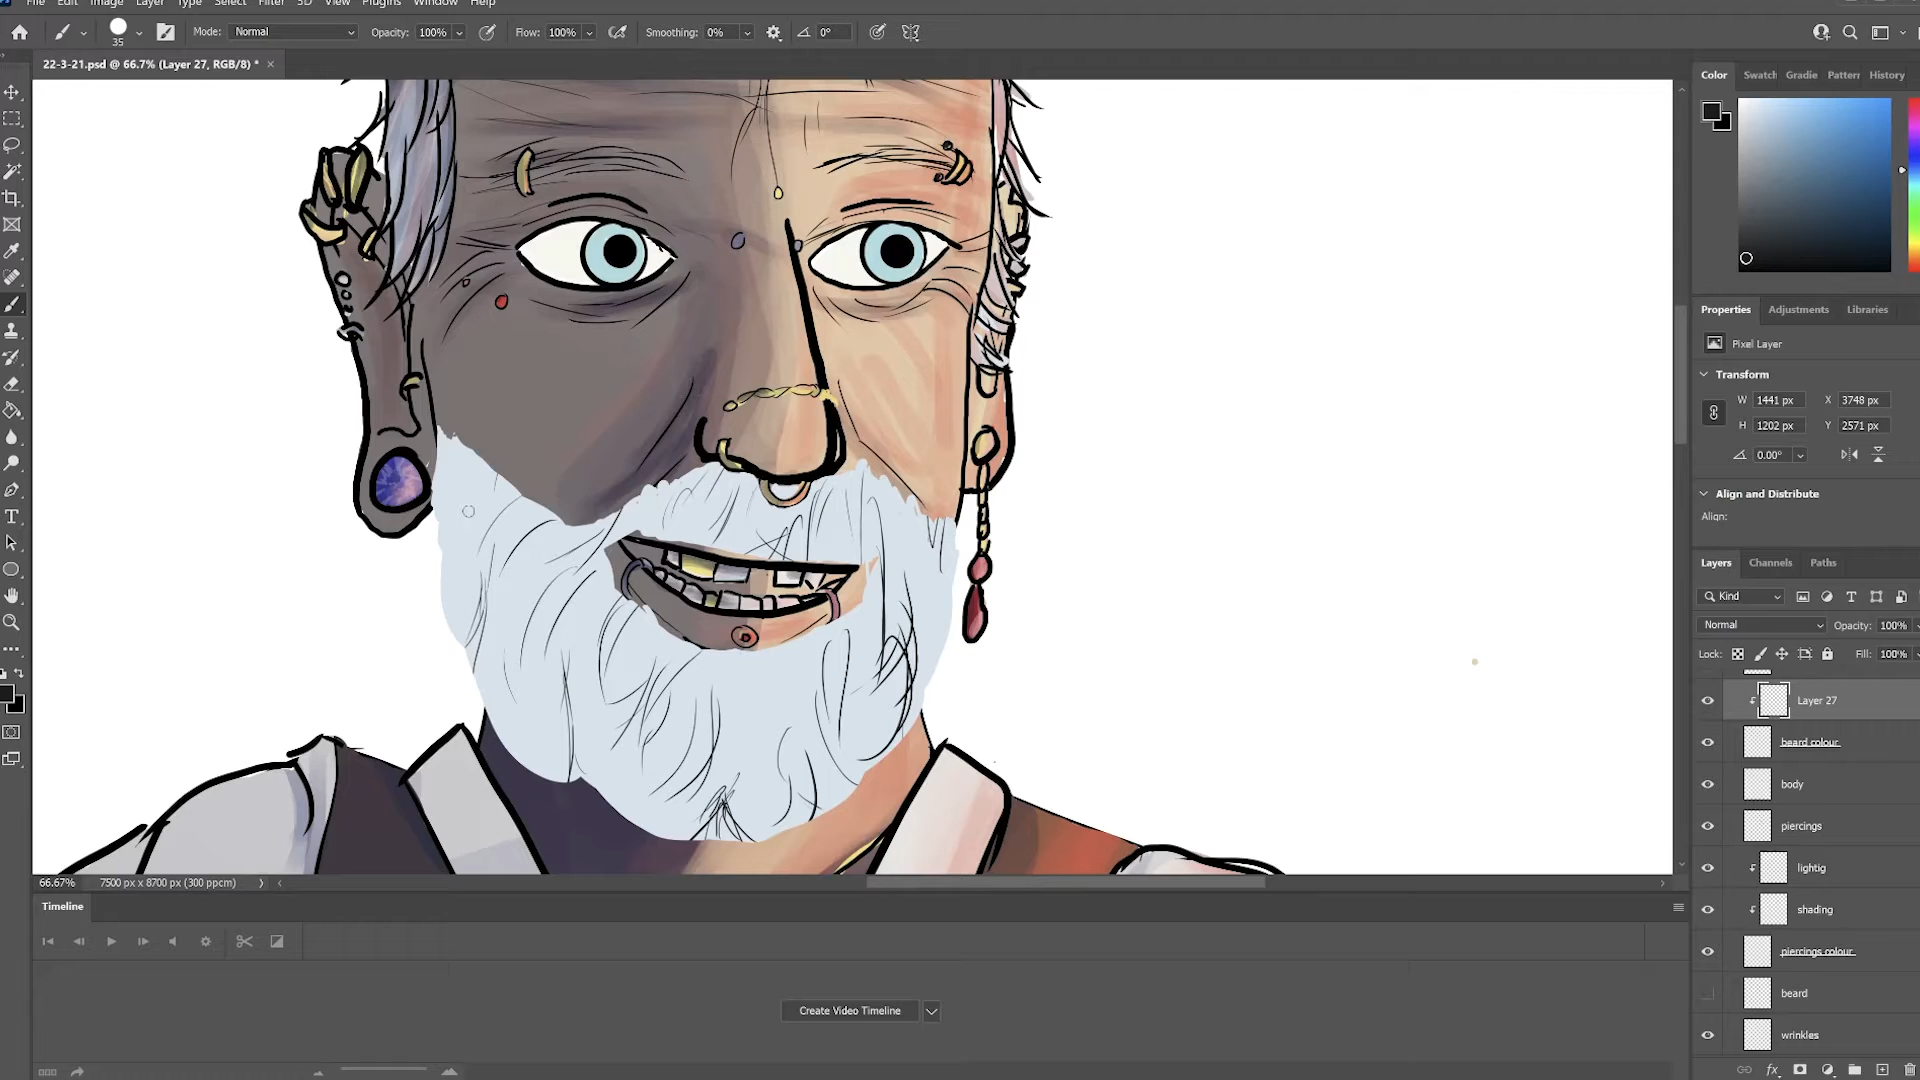 File Edit Image Layer Type Select Filter 3D View Plugins Window Help
35 Mode: Normal Opacity: 100% Flow: 100% Smoothing: 0% 0°
22-3-21.psd @ 66.7% (Layer 27, RGB/8) * ×
Color Swatch Gradie Pattern History
Properties Adjustments Libraries
Pixel Layer
Transform
W 1441 px X 3748 px
H 1202 px Y 2571 px
0.00°
Align and Distribute
Align:
Layers Channels Paths
Kind
Normal Opacity: 100%
Lock: Fill: 100%
Layer 27
beard colour
body
piercings
lightig
shading
piercings colour
beard
wrinkles
66.67% 7500 px x 8700 px (300 ppcm)
Timeline
Create Video Timeline
fx